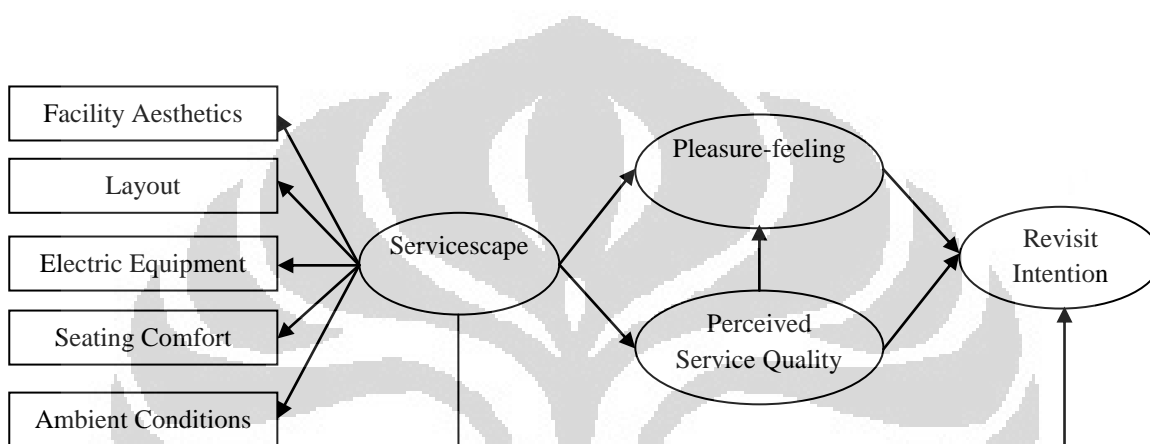 Facility Aesthetics
Layout
Electric Equipment
Seating Comfort
Ambient Conditions
Servicescape
Pleasure-feeling
Perceived
Service Quality
Revisit
Intention